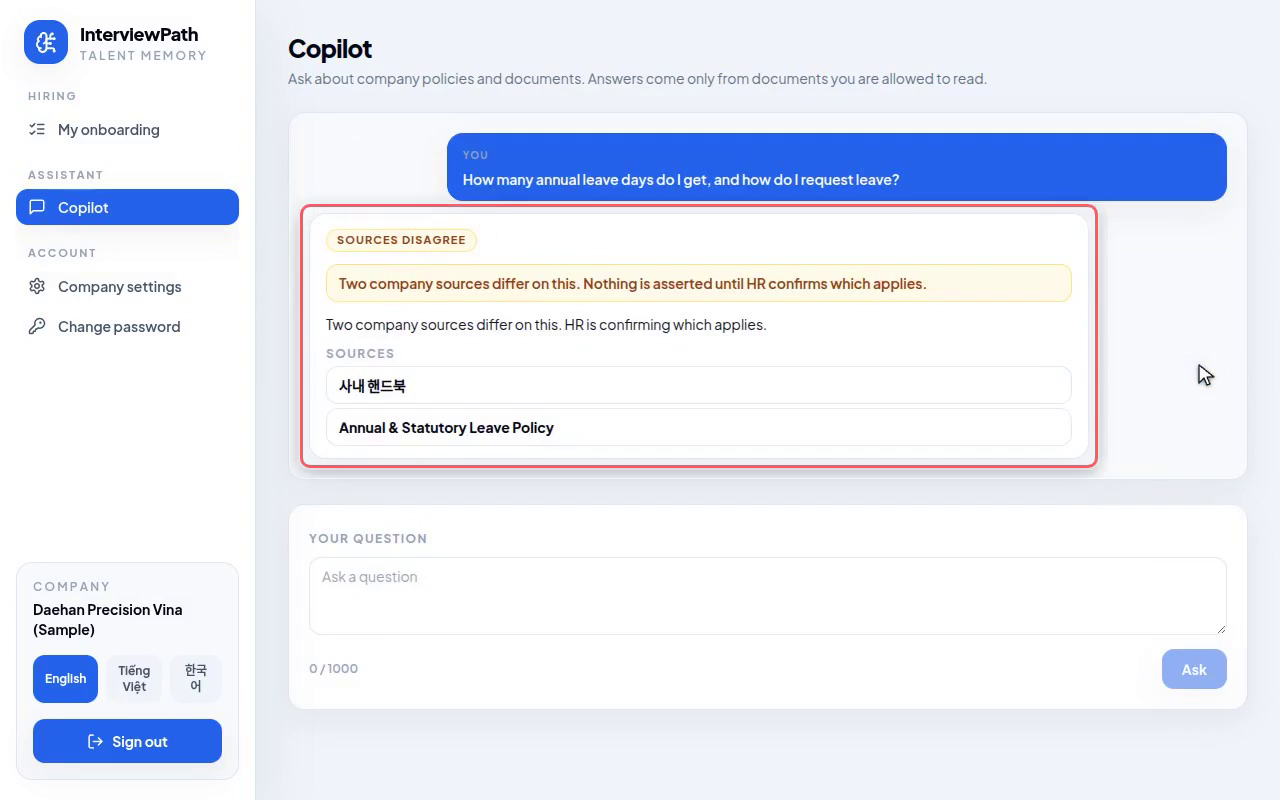 InterviewPath
TALENT MEMORY
HIRING
My onboarding
ASSISTANT
Copilot
ACCOUNT
Company settings
Change password
COMPANY
Daehan Precision Vina
(Sample)
English
Tiếng
Việt
한국
어
Sign out
Copilot
Ask about company policies and documents. Answers come only from documents you are allowed to read.
YOU
How many annual leave days do I get, and how do I request leave?
SOURCES DISAGREE
Two company sources differ on this. Nothing is asserted until HR confirms which applies.
Two company sources differ on this. HR is confirming which applies.
SOURCES
사내 핸드북
Annual & Statutory Leave Policy
YOUR QUESTION
Ask a question
0 / 1000
Ask